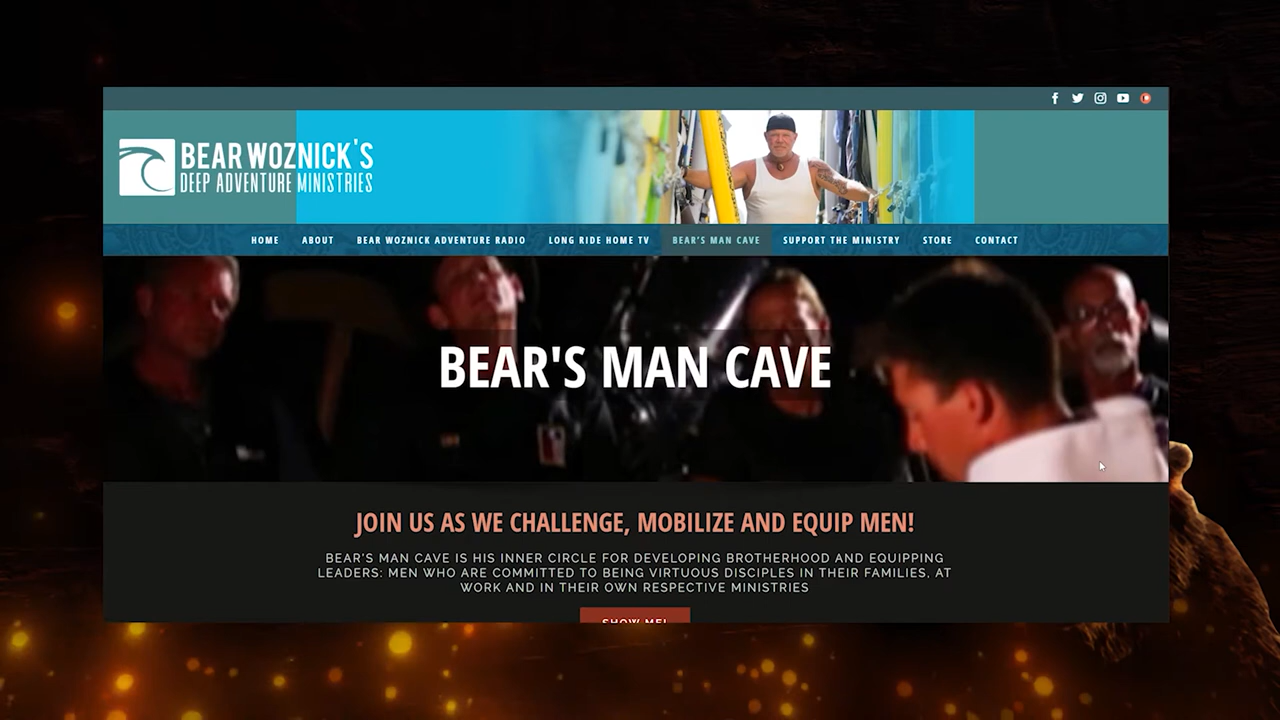 BEAR WOZNICK'S
DEEP ADVENTURE MINISTRIES
HOME ABOUT BEAR WOZNICK ADVENTURE RADIO LONG RIDE HOME TV BEAR'S MAN CAVE SUPPORT THE MINISTRY STORE CONTACT
BEAR'S MAN CAVE
JOIN US AS WE CHALLENGE, MOBILIZE AND EQUIP MEN!
BEAR'S MAN CAVE IS HIS INNER CIRCLE FOR DEVELOPING BROTHERHOOD AND EQUIPPING
LEADERS: MEN WHO ARE COMMITTED TO BEING VIRTUOUS DISCIPLES IN THEIR FAMILIES, AT
WORK AND IN THEIR OWN RESPECTIVE MINISTRIES
SHOW ME!